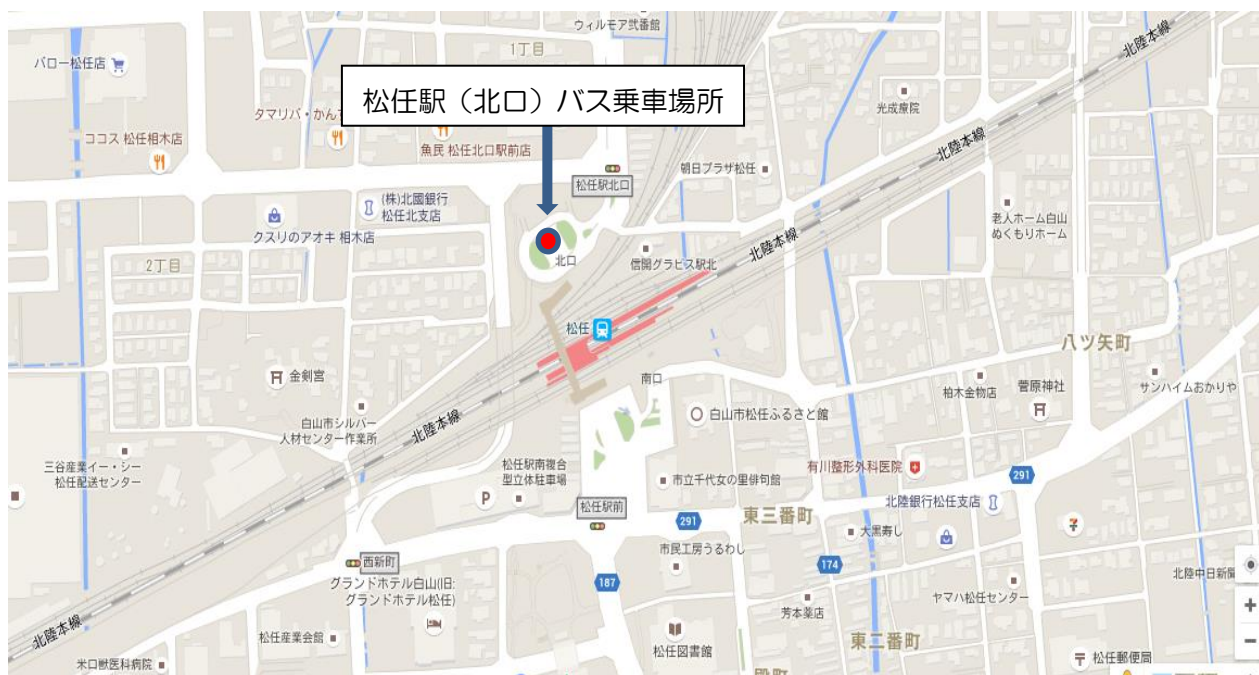 ウィルモア弐番館
1丁目
バロー松任店
北陸本線
松任駅（北口）バス乗車場所
光成療院
タマリバ・かん
ココス 松任相木店
魚民 松任北口駅前店
北陸本線
朝日プラザ松任
松任駅北口
(株)北國銀行
松任北支店
老人ホーム白山
ぬくもりホーム
クスリのアオキ 相木店
北陸本線
2丁目
北口
信開グラビス駅北
松任
八ツ矢町
金剣宮
南口
柏木金物店
菅原神社
サンハイムおかりや
白山市松任ふるさと館
白山市シルバー
人材センター作業所
北陸本線
三谷産業イー・シー
松任配送センター
松任駅南複合
型立体駐車場
有川整形外科医院
291
市立千代女の里俳句館
P
北陸銀行松任支店
松任駅前
291
東三番町
大黒寿し
市民工房うるわし
西新町
174
グランドホテル白山(旧:
グランドホテル松任)
187
北陸中日新聞
ヤマハ松任センター
芳本薬店
北陸本線
松任産業会館
松任図書館
東二番町
米口獣医科病院
松任郵便局